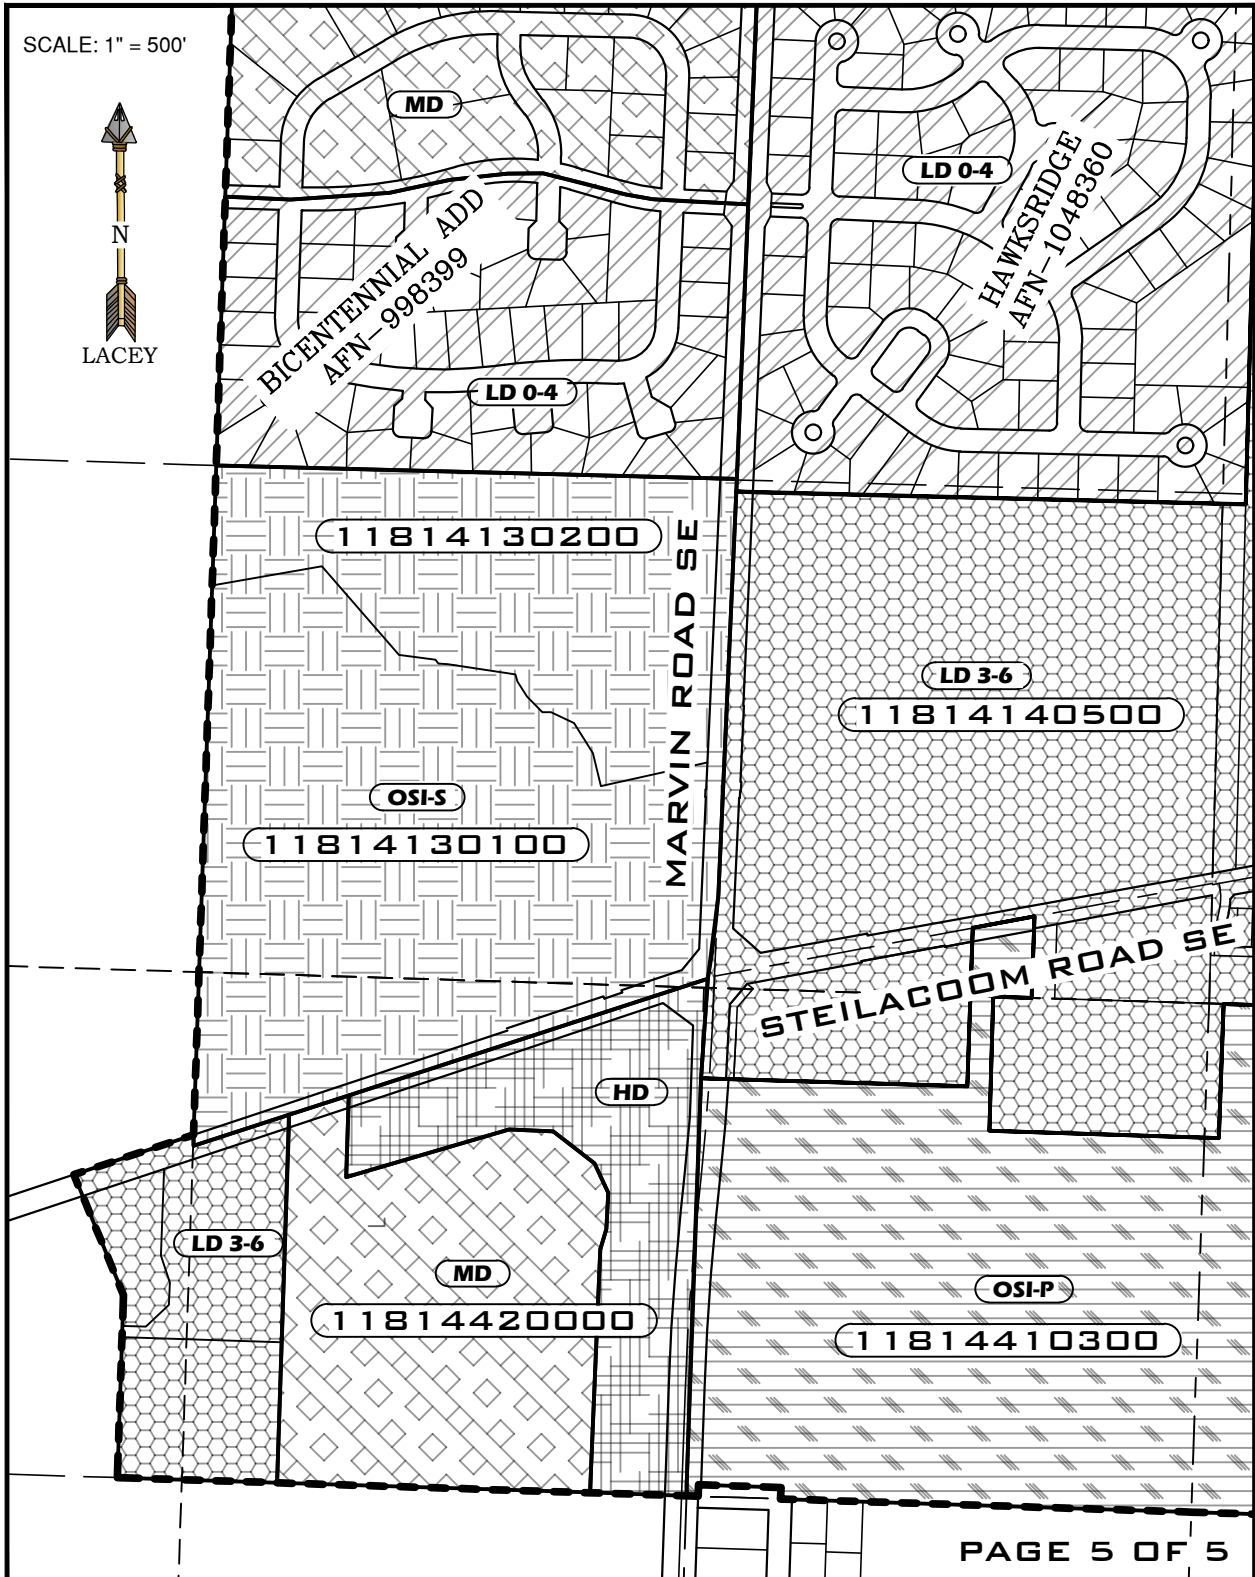 SCALE: 1" = 500'
MD
LD 0-4
HAWKSRIDGE
AFN-1048360
N
LACEY
BICENTENNIAL ADD
AFN-998399
LD 0-4
11814130200
MARVIN ROAD SE
LD 3-6
11814140500
OSI-S
11814130100
STEILACOOM ROAD SE
HD
LD 3-6
MD
11814420000
OSI-P
11814410300
PAGE 5 OF 5